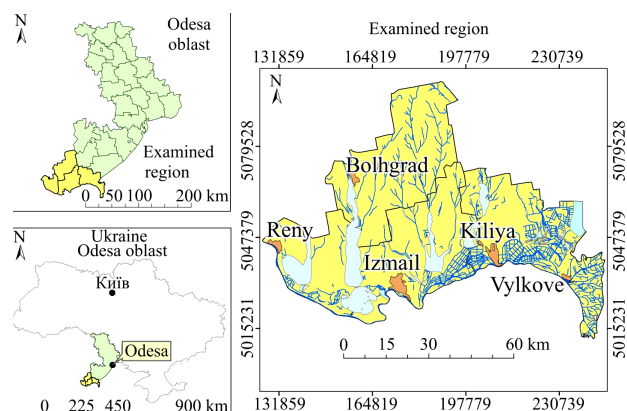 N
Odesa
oblast
Examined
region
0 50 100 200 km
N
Ukraine
Odesa oblast
Київ
Odesa
0 225 450 900 km
Examined region
131859 164819 197779 230739
N
5079528
5047379
5015231
Bolhgrad
Reny
Kiliya
Izmail
Vylkove
5079528
5047379
5015231
0 15 30 60 km
131859 164819 197779 230739